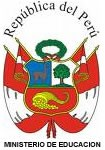 República del Perú
MINISTERIO DE EDUCACION